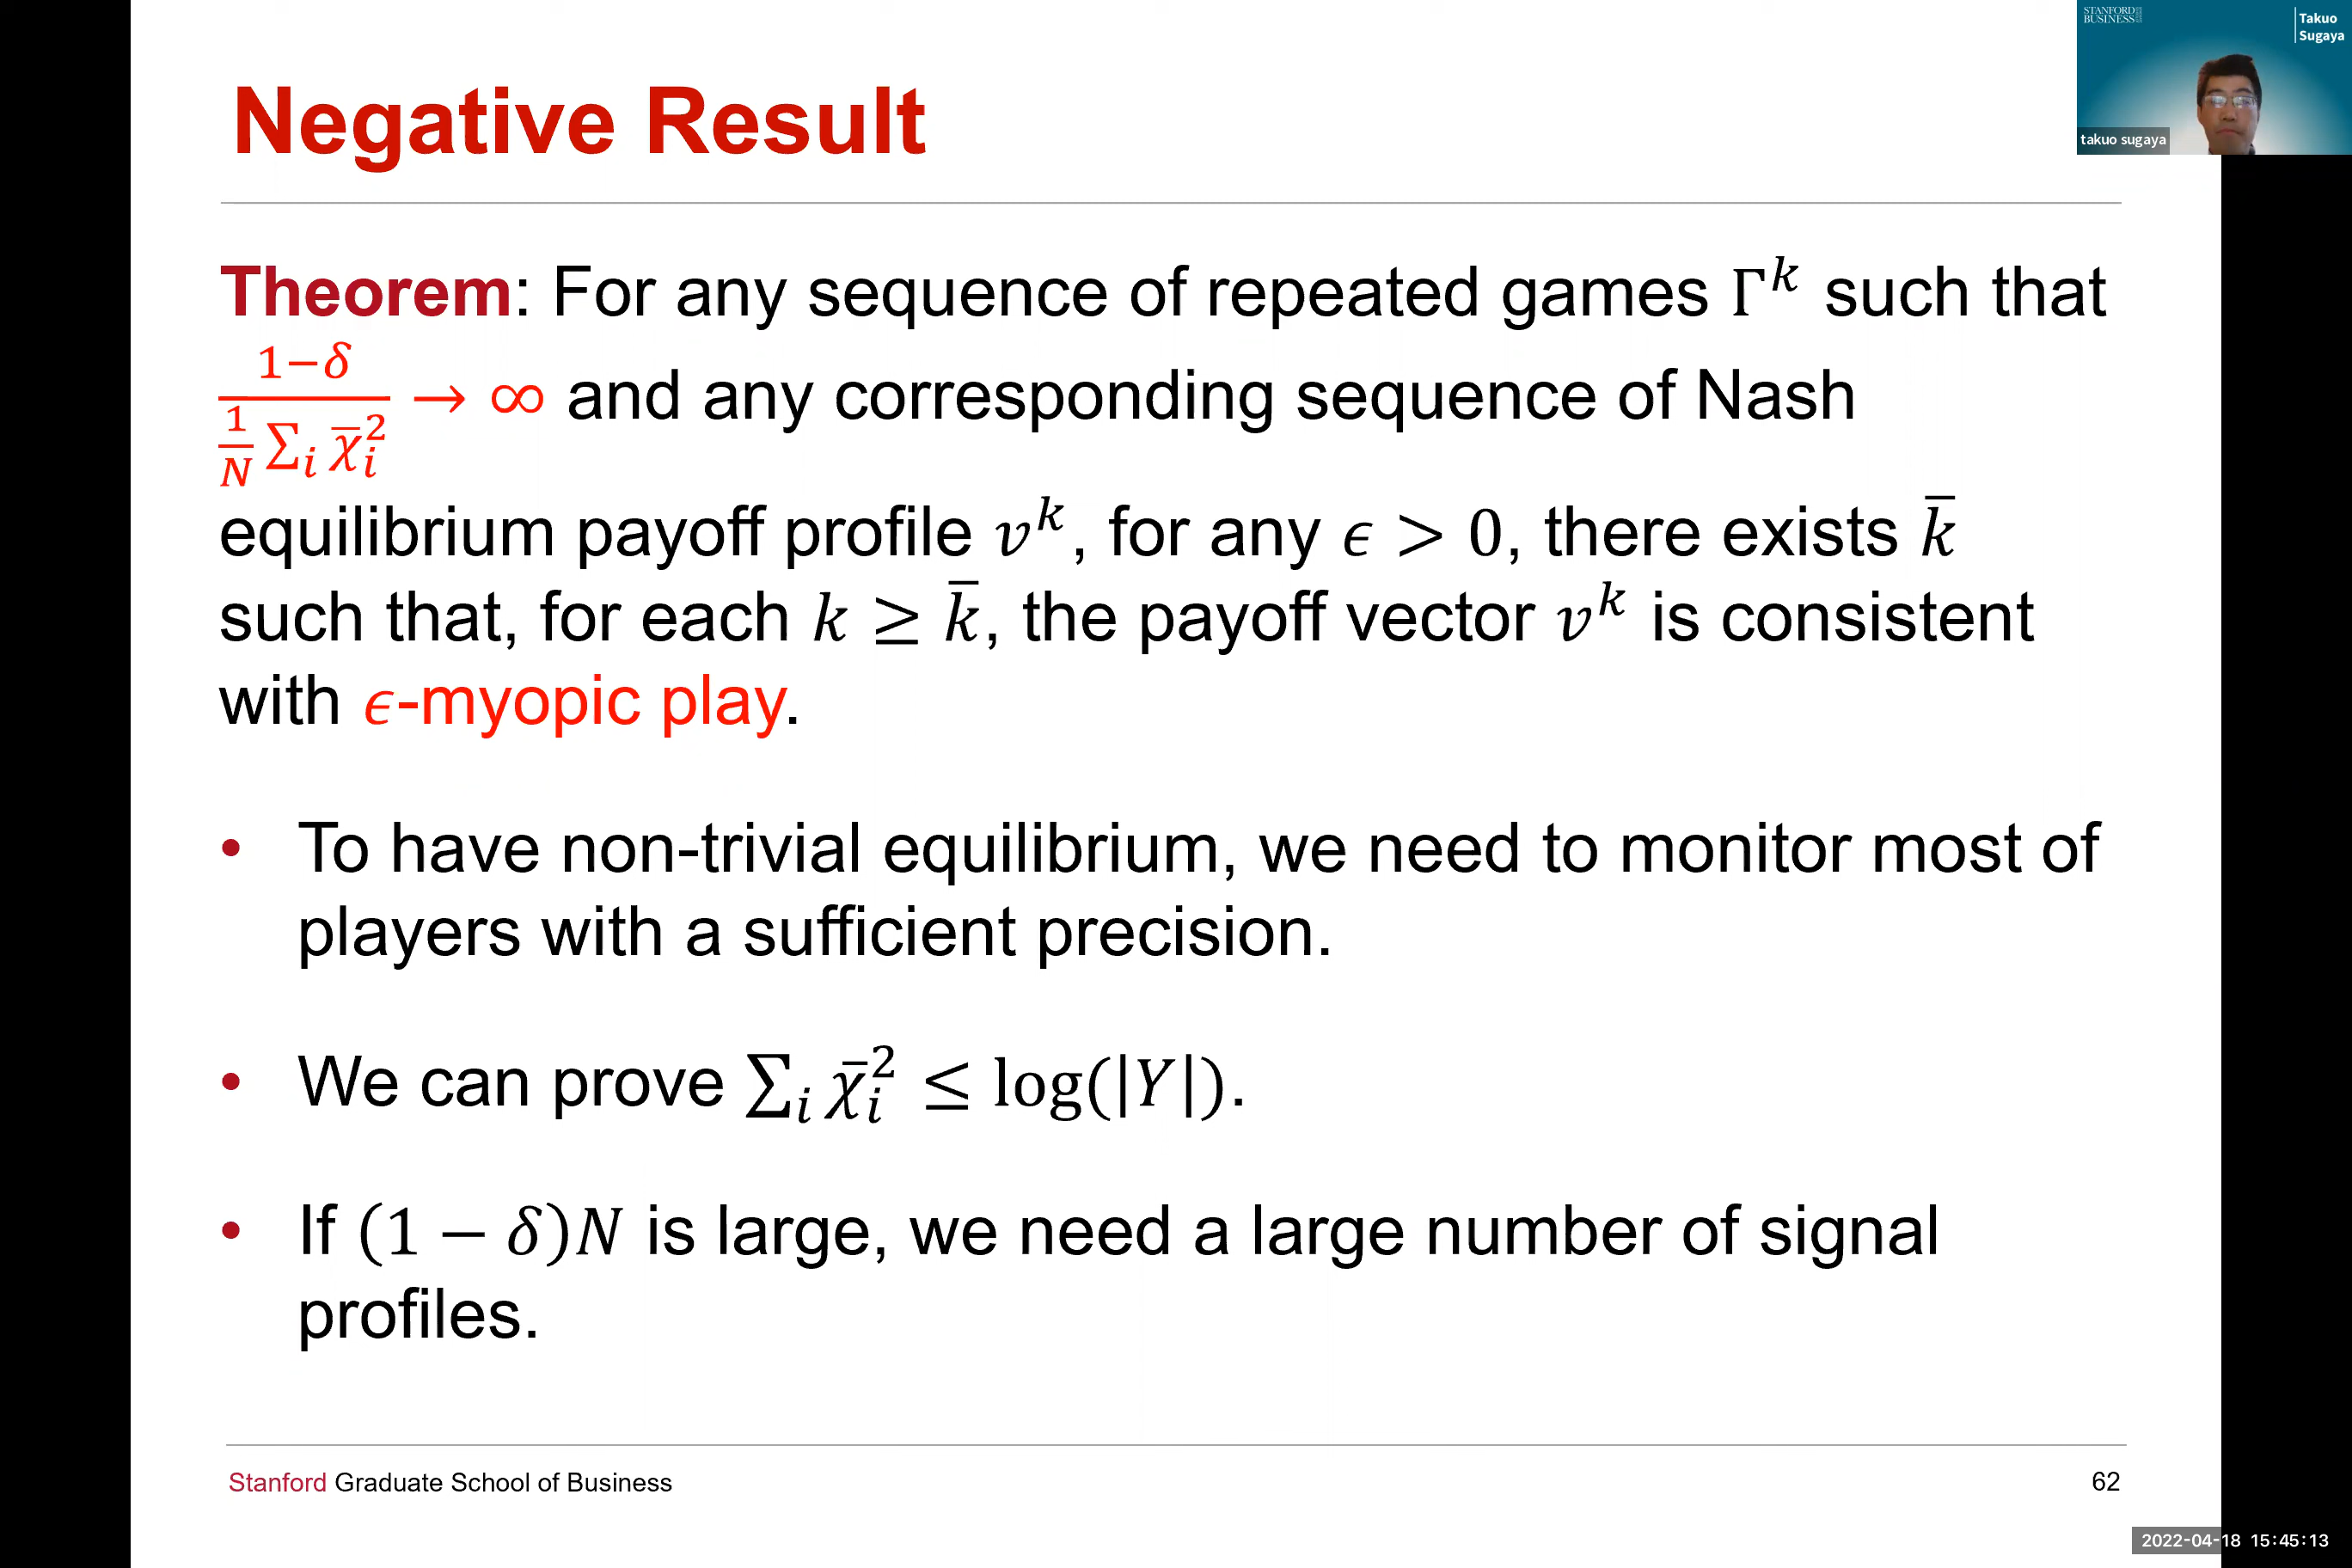 Negative Result
STANFORD
BUSINESS
Takuo
Sugaya
takuo sugaya
Theorem: For any sequence of repeated games Γ^k such that
(1−δ)/((1/N) ∑_i χ̄_i^2) → ∞ and any corresponding sequence of Nash
equilibrium payoff profile v^k, for any ϵ > 0, there exists k̄
such that, for each k ≥ k̄, the payoff vector v^k is consistent
with ϵ-myopic play.
• To have non-trivial equilibrium, we need to monitor most of
players with a sufficient precision.
• We can prove ∑_i χ̄_i^2 ≤ log(|Y|).
• If (1 − δ)N is large, we need a large number of signal
profiles.
Stanford Graduate School of Business
62
2022-04-18 15:45:13